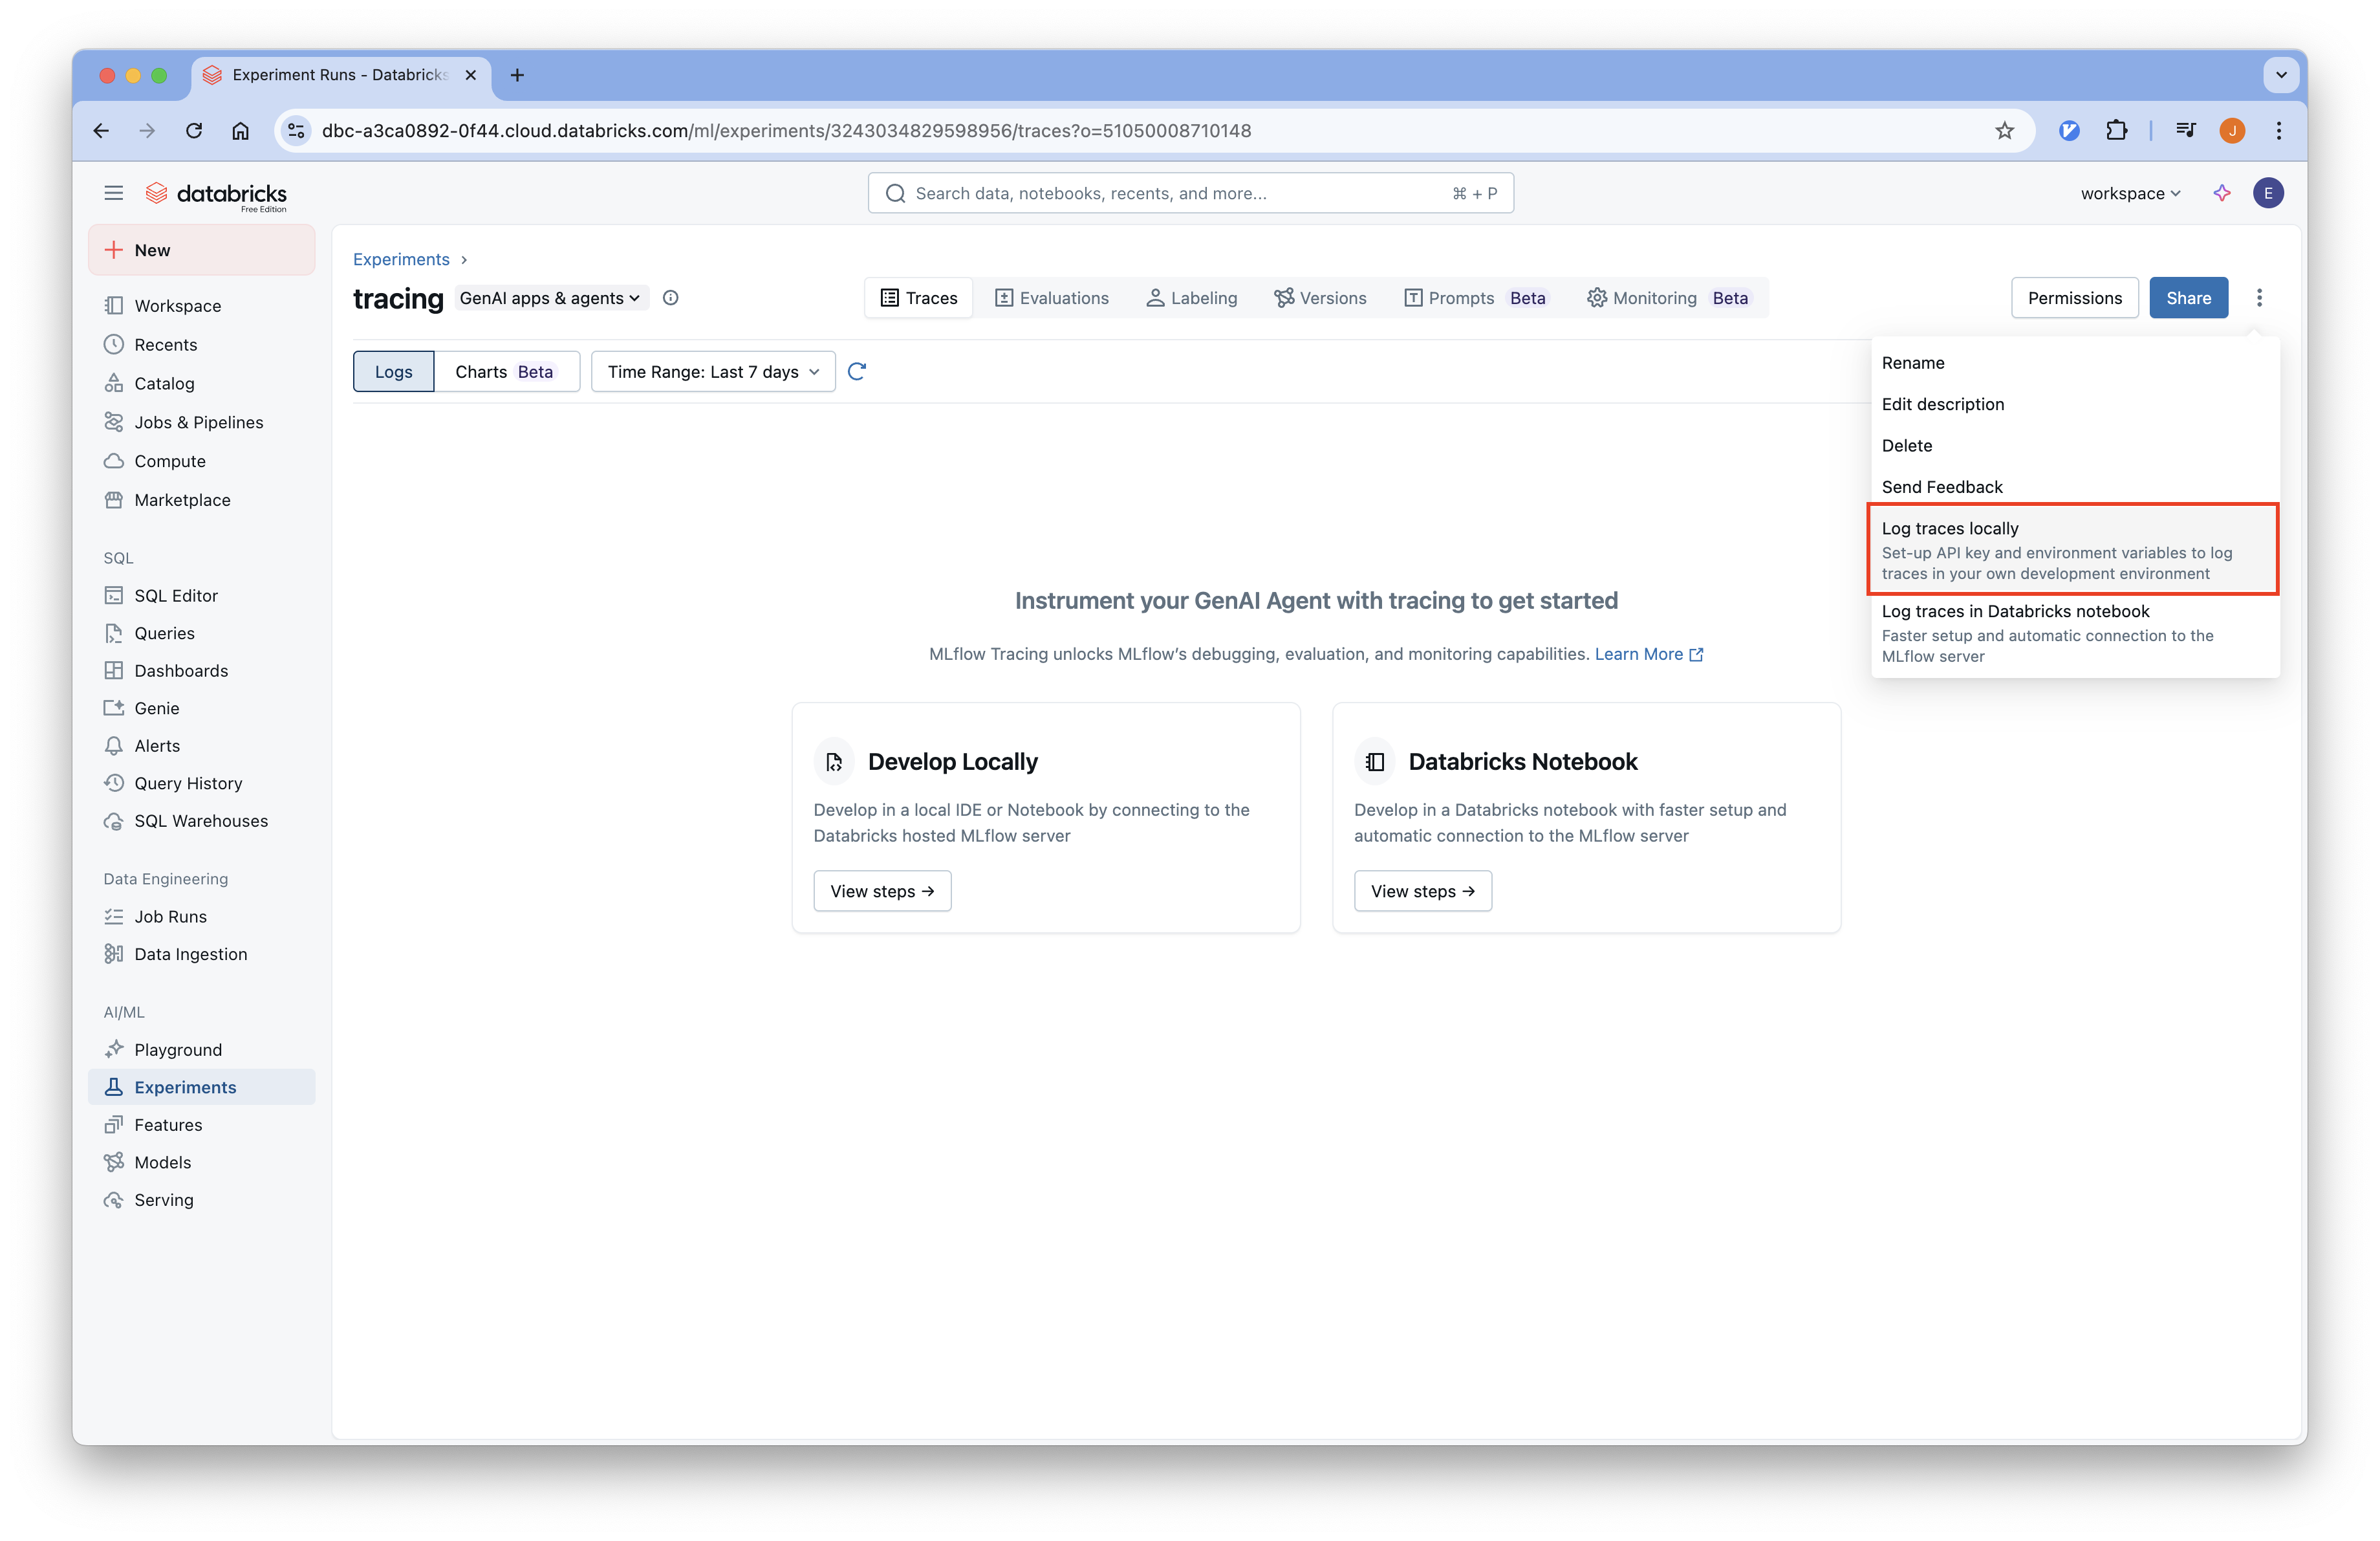 Experiment Runs - Databricks
dbc-a3ca0892-0f44.cloud.databricks.com/ml/experiments/3243034829598956/traces?o=51050008710148
J
databricks
Free Edition
Search data, notebooks, recents, and more...
⌘ + P
workspace
E
New
Workspace
Recents
Catalog
Jobs & Pipelines
Compute
Marketplace
SQL
SQL Editor
Queries
Dashboards
Genie
Alerts
Query History
SQL Warehouses
Data Engineering
Job Runs
Data Ingestion
AI/ML
Playground
Experiments
Features
Models
Serving
Experiments
tracing
GenAI apps & agents
Traces
Evaluations
Labeling
Versions
Prompts Beta
Monitoring Beta
Permissions
Share
Logs
Charts Beta
Time Range: Last 7 days
Rename
Edit description
Delete
Send Feedback
Log traces locally
Set-up API key and environment variables to log
traces in your own development environment
Log traces in Databricks notebook
Faster setup and automatic connection to the
MLflow server
Instrument your GenAI Agent with tracing to get started
MLflow Tracing unlocks MLflow’s debugging, evaluation, and monitoring capabilities. Learn More
Develop Locally
Develop in a local IDE or Notebook by connecting to the
Databricks hosted MLflow server
View steps
Databricks Notebook
Develop in a Databricks notebook with faster setup and
automatic connection to the MLflow server
View steps